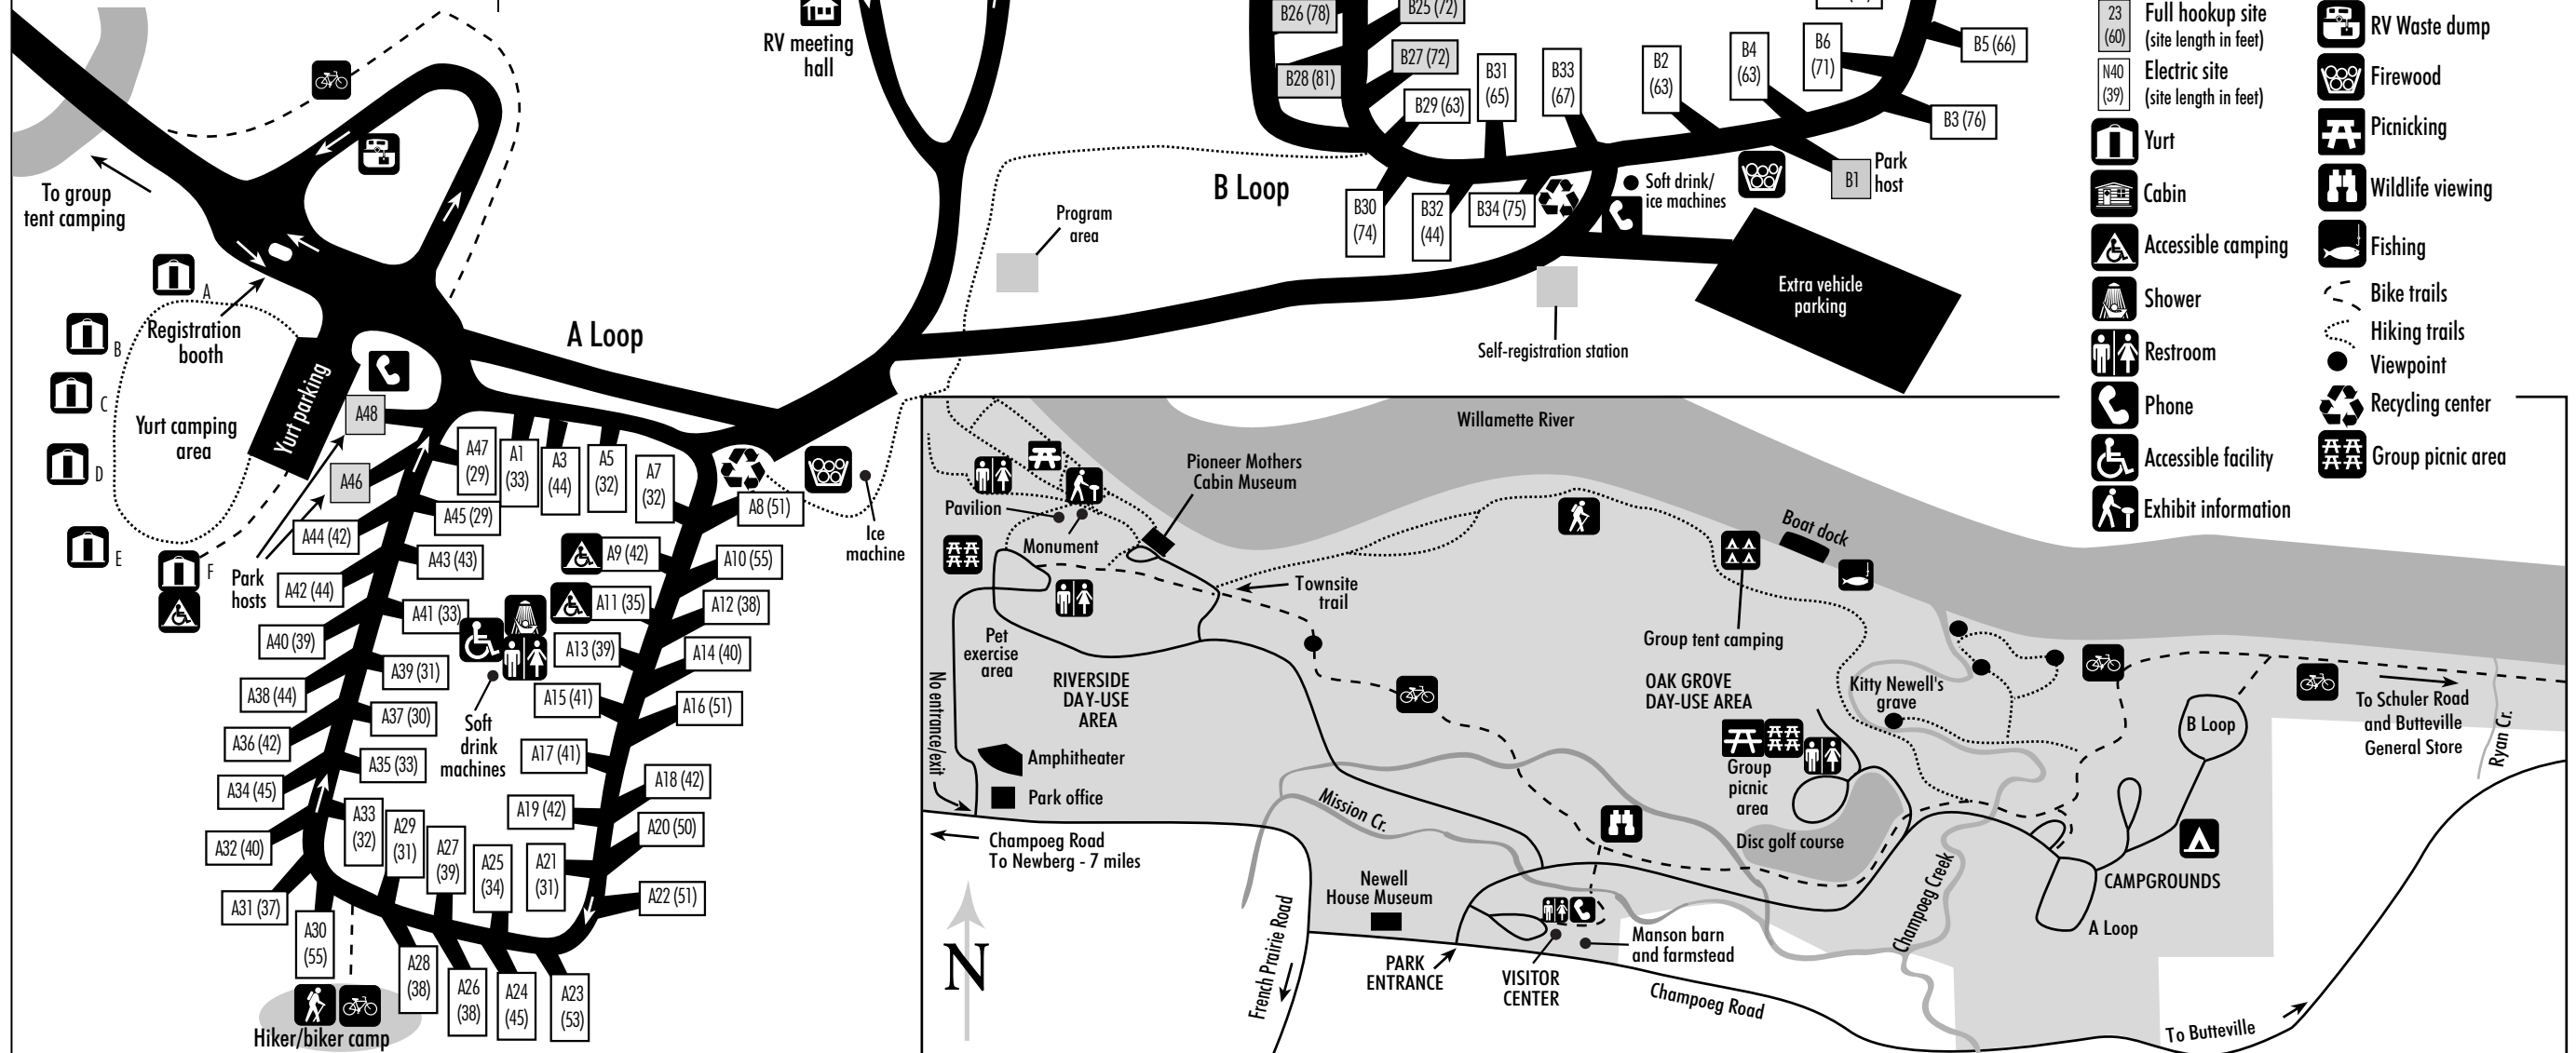 RV meeting
hall
B26 (78)
B25 (72)
B28 (81)
B27 (72)
B29 (63)
B31
(65)
B33
(67)
B2
(63)
B4
(63)
B6
(71)
B5 (66)
B3 (76)
B30
(74)
B32
(44)
B34 (75)
B1
Park
host
Soft drink/
ice machines
B Loop
Program
area
Extra vehicle
parking
Self-registration station
To group
tent camping
A
B
C
D
E
F
Registration
booth
Yurt parking
Yurt camping
area
A Loop
A48
A46
Park
hosts
A47
(29)
A1
(33)
A3
(44)
A5
(32)
A7
(32)
A8 (51)
Ice
machine
A45 (29)
A44 (42)
A43 (43)
A42 (44)
A41 (33)
A40 (39)
A39 (31)
A38 (44)
A37 (30)
A36 (42)
A35 (33)
A34 (45)
A33
(32)
A32 (40)
A31 (37)
A30
(55)
A29
(31)
A28
(38)
A27
(39)
A26
(38)
A25
(34)
A24
(45)
A21
(31)
A23
(53)
A22 (51)
A20 (50)
A19 (42)
A18 (42)
A17 (41)
A16 (51)
A15 (41)
A14 (40)
A13 (39)
A12 (38)
A11 (35)
A10 (55)
A9 (42)
Soft
drink
machines
Hiker/biker camp
23
(60)
Full hookup site
(site length in feet)
N40
(39)
Electric site
(site length in feet)
Yurt
Cabin
Accessible camping
Shower
Restroom
Phone
Accessible facility
Exhibit information
RV Waste dump
Firewood
Picnicking
Wildlife viewing
Fishing
Bike trails
Hiking trails
Viewpoint
Recycling center
Group picnic area
Willamette River
Pioneer Mothers
Cabin Museum
Pavilion
Monument
Townsite
trail
Pet
exercise
area
RIVERSIDE
DAY-USE
AREA
No entrance/exit
Amphitheater
Park office
Champoeg Road
To Newberg - 7 miles
N
French Prairie Road
Mission Cr.
Newell
House Museum
PARK
ENTRANCE
VISITOR
CENTER
Manson barn
and farmstead
Champoeg Road
Boat dock
Group tent camping
OAK GROVE
DAY-USE AREA
Group
picnic
area
Disc golf course
Kitty Newell's
grave
Champoeg Creek
B Loop
CAMPGROUNDS
A Loop
To Schuler Road
and Butteville
General Store
Ryan Cr.
To Butteville